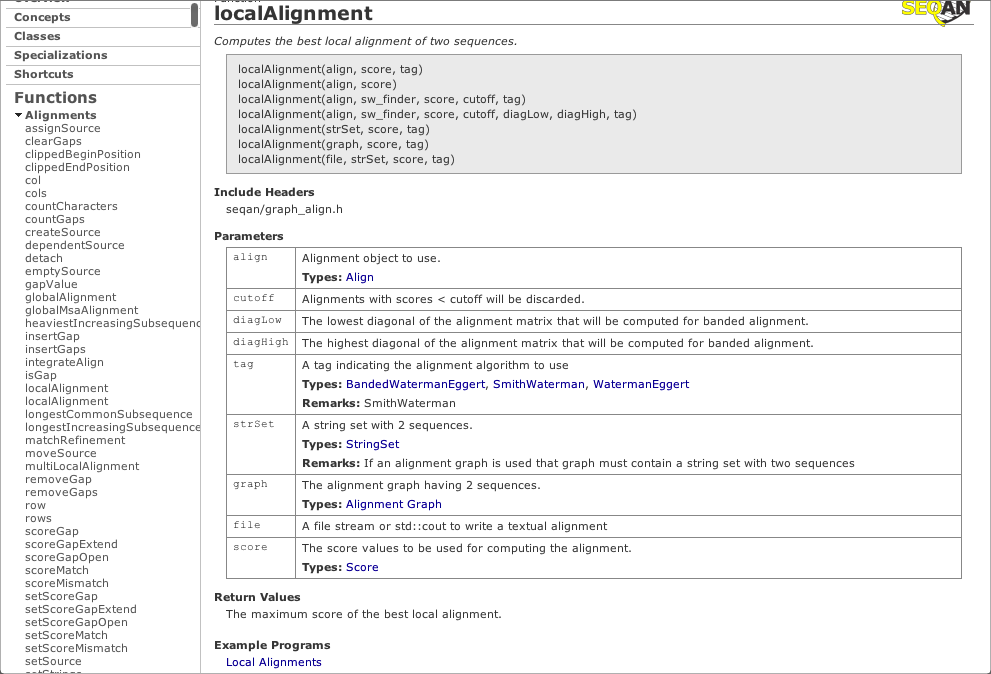 Overview
Concepts
Classes
Specializations
Shortcuts
Functions
Alignments
assignSource
clearGaps
clippedBeginPosition
clippedEndPosition
col
cols
countCharacters
countGaps
createSource
dependentSource
detach
emptySource
gapValue
globalAlignment
globalMsaAlignment
heaviestIncreasingSubsequenc
insertGap
insertGaps
integrateAlign
isGap
localAlignment
localAlignment
longestCommonSubsequence
longestIncreasingSubsequence
matchRefinement
moveSource
multiLocalAlignment
removeGap
removeGaps
row
rows
scoreGap
scoreGapExtend
scoreGapOpen
scoreMatch
scoreMismatch
setScoreGap
setScoreGapExtend
setScoreGapOpen
setScoreMatch
setScoreMismatch
setSource
setStrings
Function
localAlignment
SEQAN
Computes the best local alignment of two sequences.
localAlignment(align, score, tag)
localAlignment(align, score)
localAlignment(align, sw_finder, score, cutoff, tag)
localAlignment(align, sw_finder, score, cutoff, diagLow, diagHigh, tag)
localAlignment(strSet, score, tag)
localAlignment(graph, score, tag)
localAlignment(file, strSet, score, tag)
Include Headers
seqan/graph_align.h
Parameters
align Alignment object to use.
Types: Align
cutoff Alignments with scores < cutoff will be discarded.
diagLow The lowest diagonal of the alignment matrix that will be computed for banded alignment.
diagHigh The highest diagonal of the alignment matrix that will be computed for banded alignment.
tag A tag indicating the alignment algorithm to use
Types: BandedWatermanEggert, SmithWaterman, WatermanEggert
Remarks: SmithWaterman
strSet A string set with 2 sequences.
Types: StringSet
Remarks: If an alignment graph is used that graph must contain a string set with two sequences
graph The alignment graph having 2 sequences.
Types: Alignment Graph
file A file stream or std::cout to write a textual alignment
score The score values to be used for computing the alignment.
Types: Score
Return Values
The maximum score of the best local alignment.
Example Programs
Local Alignments